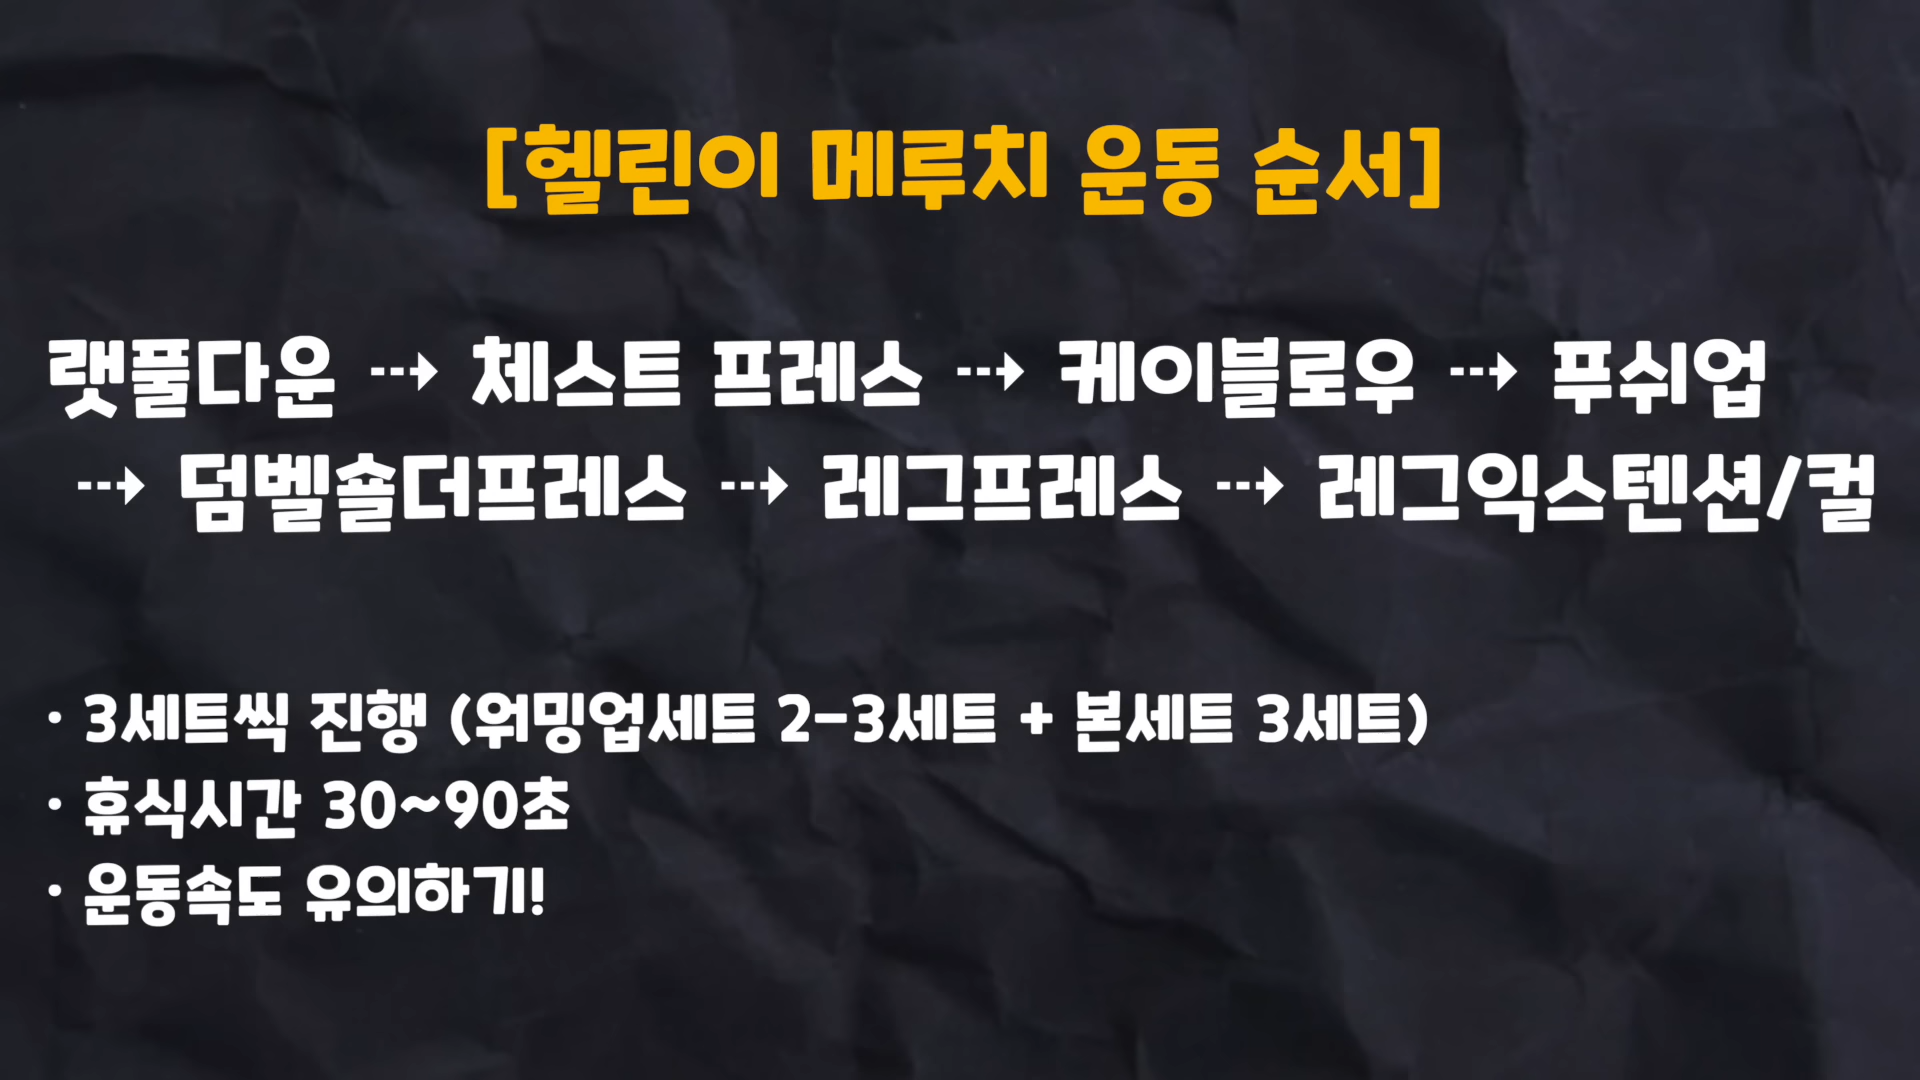 [헬린이 메루치 운동 순서]
랫풀다운 ⇢ 체스트 프레스 ⇢ 케이블로우 ⇢ 푸쉬업
⇢ 덤벨숄더프레스 ⇢ 레그프레스 ⇢ 레그익스텐션/컬
· 3세트씩 진행 (워밍업세트 2-3세트 + 본세트 3세트)
· 휴식시간 30~90초
· 운동속도 유의하기!